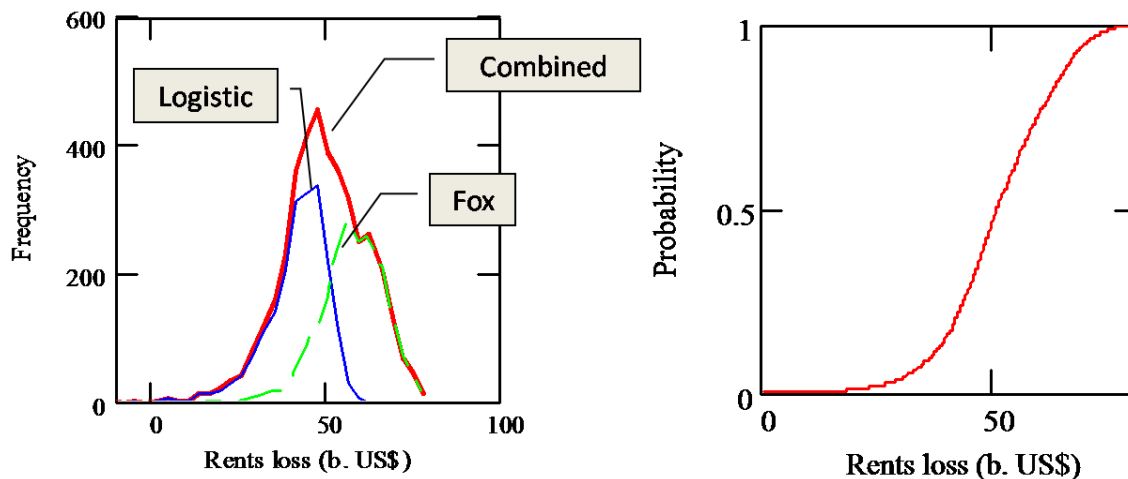 600
400
200
0
Frequency
Logistic
Combined
Fox
0
50
100
Rents loss (b. US$)
1
0.5
0
Probability
0
50
Rents loss (b. US$)